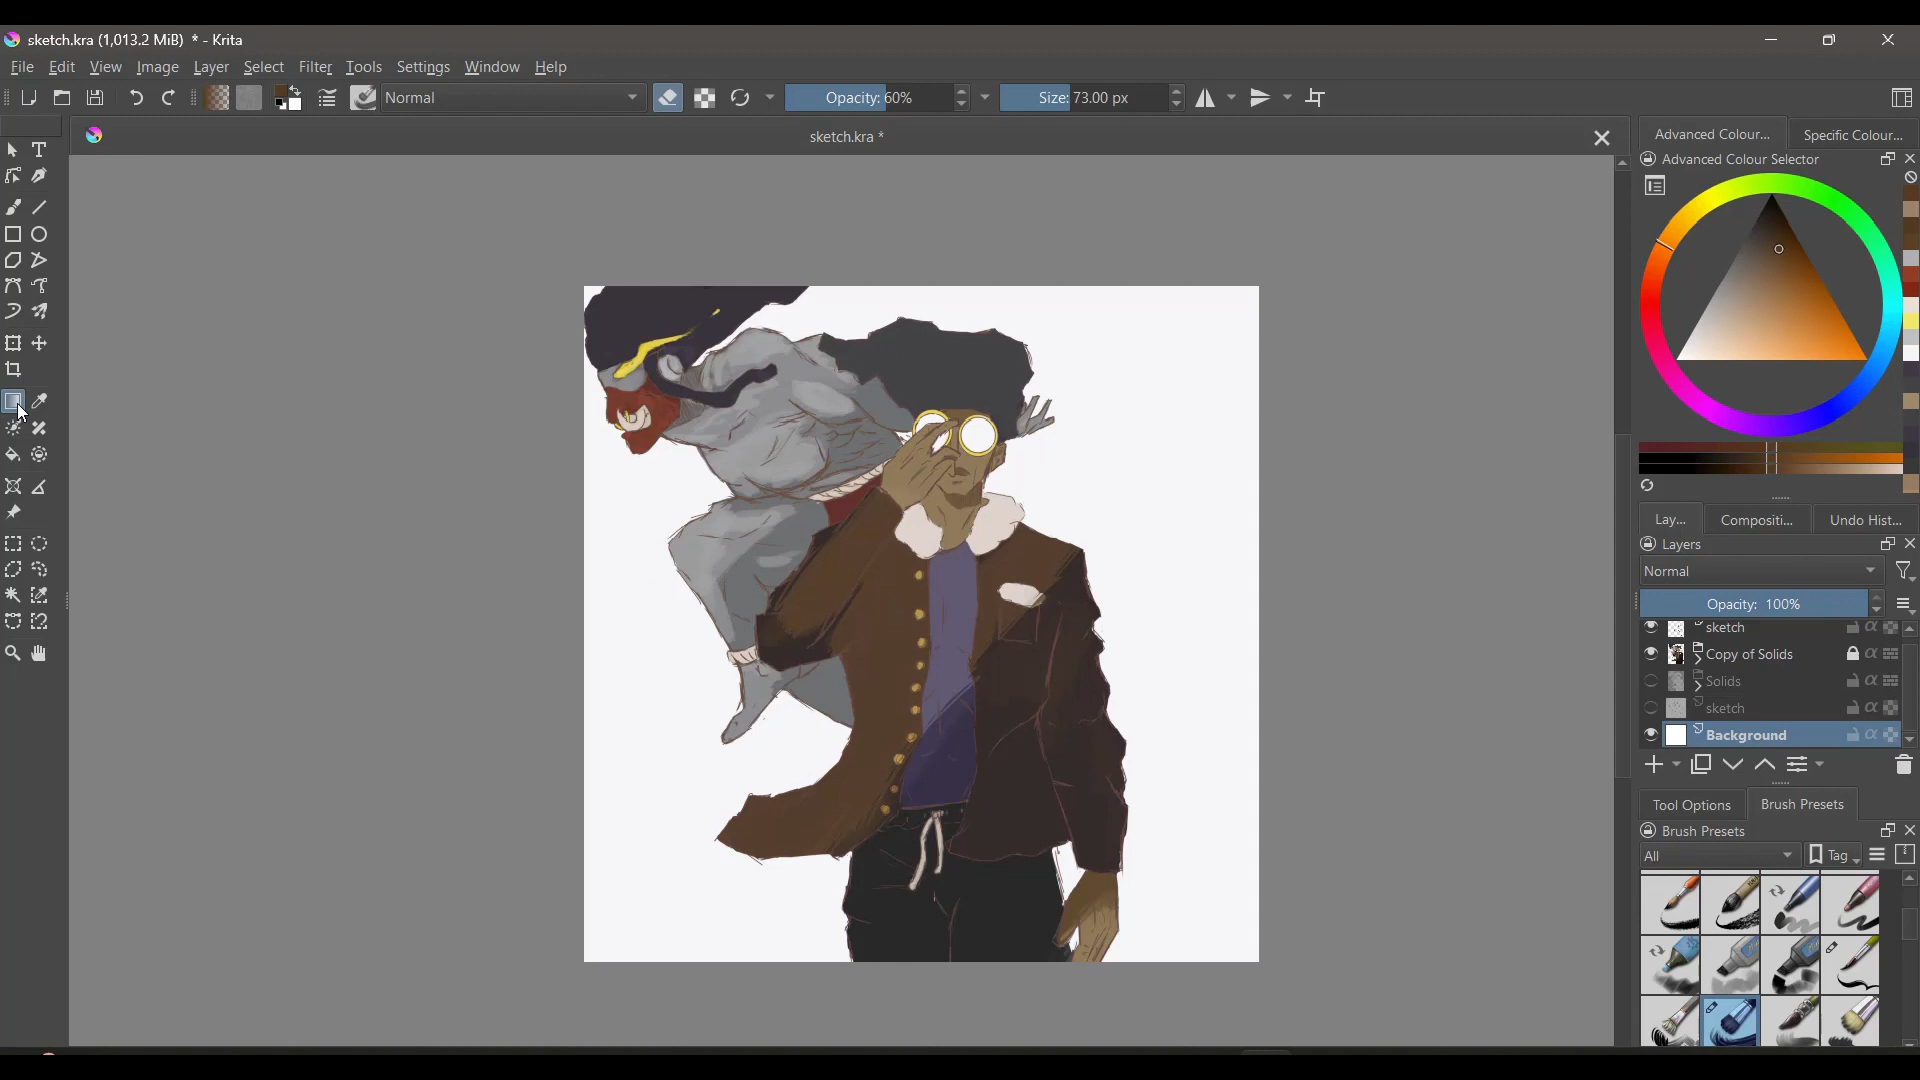 sketch.kra (1,013.2 MiB) * - Krita
File Edit View Image Layer Select Filter Tools Settings Window Help
Normal Opacity: 60% Size: 73.00 px
sketch.kra *
Advanced Colour... Specific Colour...
Advanced Colour Selector
Lay... Compositi... Undo Hist...
Layers
Normal
Opacity: 100%
sketch
Copy of Solids
Solids
sketch
Background
Tool Options Brush Presets
Brush Presets
All Tag